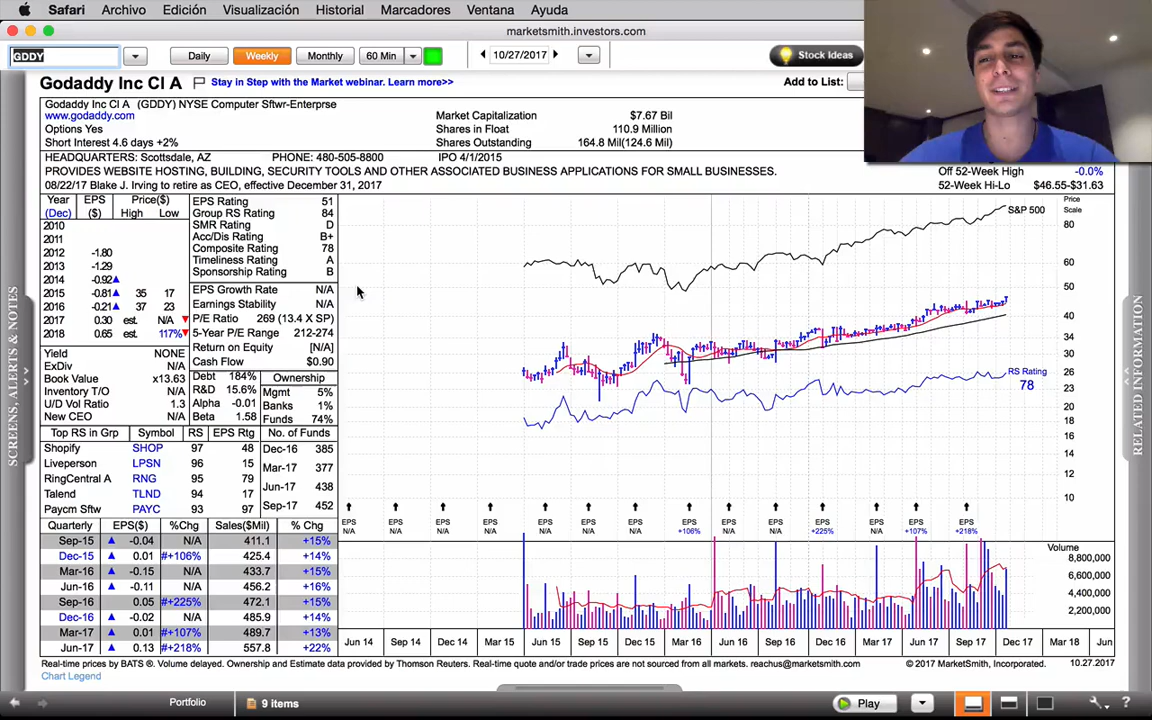 Safari Archivo Edición Visualización Historial Marcadores Ventana Ayuda
marketsmith.investors.com
GDDY Daily Weekly Monthly 60 Min 10/27/2017 Stock Ideas
Godaddy Inc Cl A Stay in Step with the Market webinar. Learn more>> Add to List:
Godaddy Inc Cl A (GDDY) NYSE Computer Sftwr-Enterprse
www.godaddy.com Market Capitalization $7.67 Bil
Options Yes Shares in Float 110.9 Million
Short Interest 4.6 days +2% Shares Outstanding 164.8 Mil(124.6 Mil)
HEADQUARTERS: Scottsdale, AZ PHONE: 480-505-8800 IPO 4/1/2015
PROVIDES WEBSITE HOSTING, BUILDING, SECURITY TOOLS AND OTHER ASSOCIATED BUSINESS APPLICATIONS FOR SMALL BUSINESSES.
Off 52-Week High -0.0%
08/22/17 Blake J. Irving to retire as CEO, effective December 31, 2017 52-Week Hi-Lo $46.55-$31.63
Year EPS Price($)
(Dec) ($) High Low
2010
2011
2012 -1.80
2013 -1.29
2014 -0.92
2015 -0.81 35 17
2016 -0.21 37 23
2017 0.30 est. N/A
2018 0.65 est. 117%
Yield NONE
ExDiv N/A
Book Value x13.63
Inventory T/O N/A
U/D Vol Ratio 1.3
New CEO N/A
EPS Rating 51
Group RS Rating 84
SMR Rating D
Acc/Dis Rating B+
Composite Rating 78
Timeliness Rating A
Sponsorship Rating B
EPS Growth Rate N/A
Earnings Stability N/A
P/E Ratio 269 (13.4 X SP)
5-Year P/E Range 212-274
Return on Equity [N/A]
Cash Flow $0.90
Debt 184%
R&D 15.6%
Alpha -0.01
Beta 1.58
Ownership
Mgmt 5%
Banks 1%
Funds 74%
Top RS in Grp Symbol RS EPS Rtg
Shopify SHOP 97 48
Liveperson LPSN 96 15
RingCentral A RNG 95 79
Talend TLND 94 17
Paycm Sftw PAYC 93 97
No. of Funds
Dec-16 385
Mar-17 377
Jun-17 438
Sep-17 452
Quarterly EPS($) %Chg Sales($Mil) % Chg
Sep-15 -0.04 N/A 411.1 +15%
Dec-15 0.01 #+106% 425.4 +14%
Mar-16 -0.15 N/A 433.7 +15%
Jun-16 -0.11 N/A 456.2 +16%
Sep-16 0.05 #+225% 472.1 +15%
Dec-16 -0.02 N/A 485.9 +14%
Mar-17 0.01 #+107% 489.7 +13%
Jun-17 0.13 #+218% 557.8 +22%
Price
Scale
S&P 500
80
60
50
40
34
30
26
23
20
18
16
14
12
10
RS Rating
78
EPS EPS EPS EPS EPS EPS EPS EPS EPS EPS EPS EPS EPS EPS
N/A N/A N/A N/A N/A N/A N/A +106% N/A N/A +225% N/A +107% +218%
Volume
8,800,000
6,600,000
4,400,000
2,200,000
Jun 14 Sep 14 Dec 14 Mar 15 Jun 15 Sep 15 Dec 15 Mar 16 Jun 16 Sep 16 Dec 16 Mar 17 Jun 17 Sep 17 Dec 17 Mar 18 Jun
Real-time prices by BATS ®. Volume delayed. Ownership and Estimate data provided by Thomson Reuters. Real-time quote and/or trade prices are not sourced from all markets. reachus@marketsmith.com © 2017 MarketSmith, Incorporated. 10.27.2017
Chart Legend
SCREENS, ALERTS & NOTES
RELATED INFORMATION
Portfolio 9 items Play ?